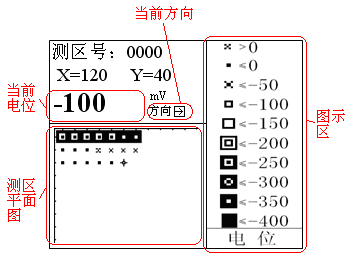 当前方向
测区号: 0000
X=120 Y=40
当前
电位
-100
mV
方向
测区
平面
图
>0
≤0
≤-50
≤-100
≤-150
≤-200
≤-250
≤-300
≤-350
≤-400
电 位
图示
区